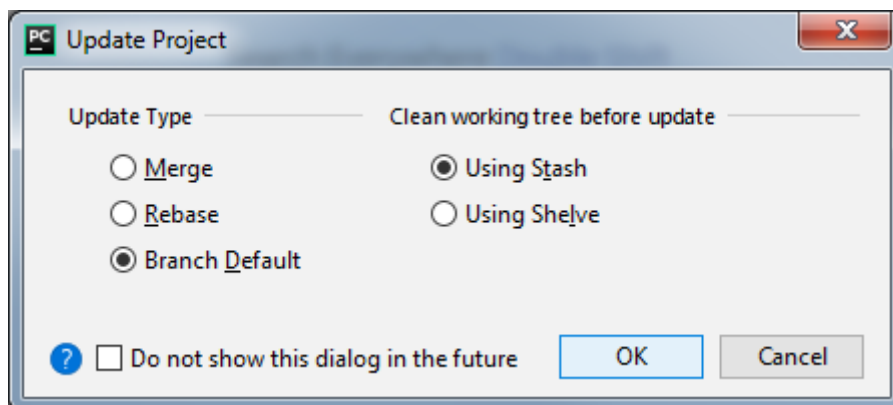 PC Update Project
Update Type
Clean working tree before update
Merge
Using Stash
Rebase
Using Shelve
Branch Default
? Do not show this dialog in the future
OK
Cancel